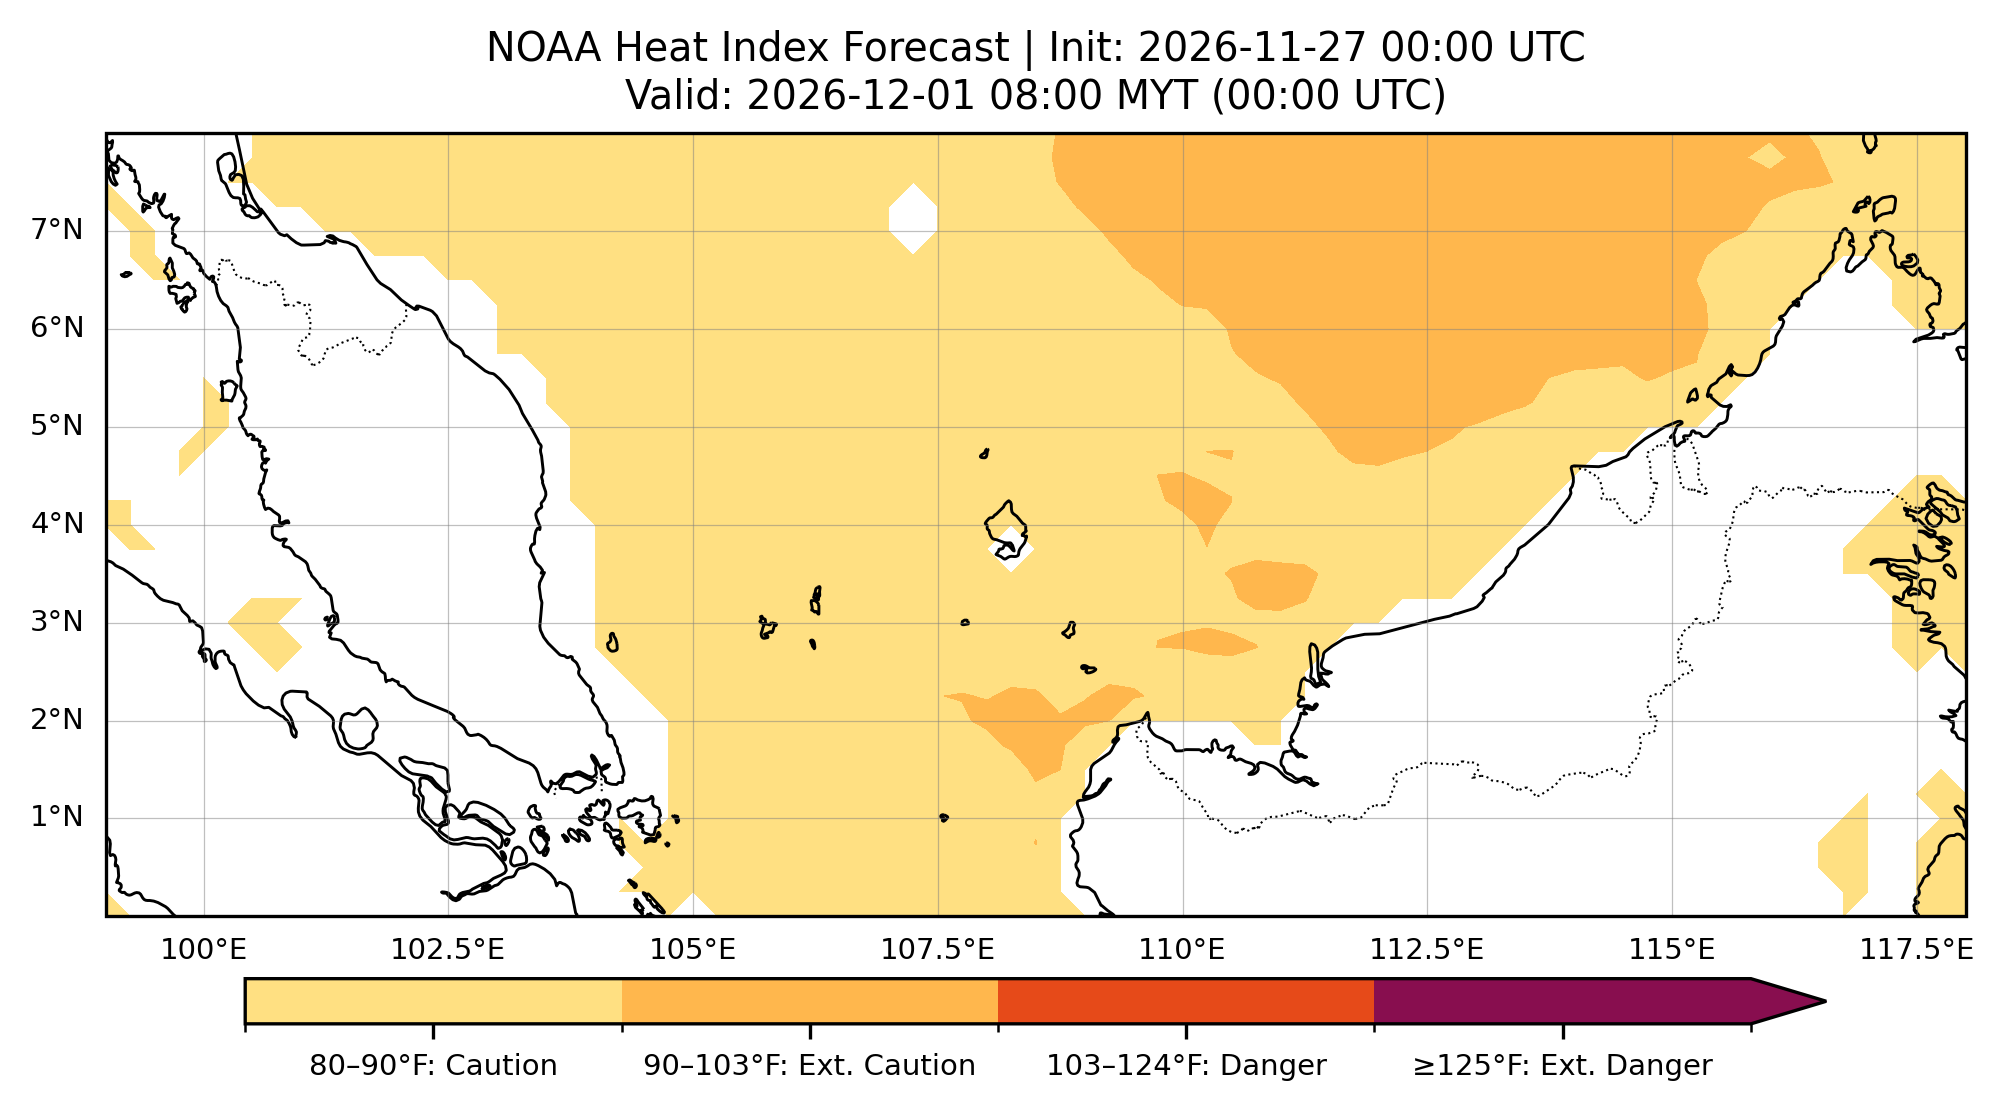 NOAA Heat Index Forecast | Init: 2026-11-27 00:00 UTC
Valid: 2026-12-01 08:00 MYT (00:00 UTC)
7°N
6°N
5°N
4°N
3°N
2°N
1°N
100°E 102.5°E 105°E 107.5°E 110°E 112.5°E 115°E 117.5°E
80–90°F: Caution 90–103°F: Ext. Caution 103–124°F: Danger ≥125°F: Ext. Danger